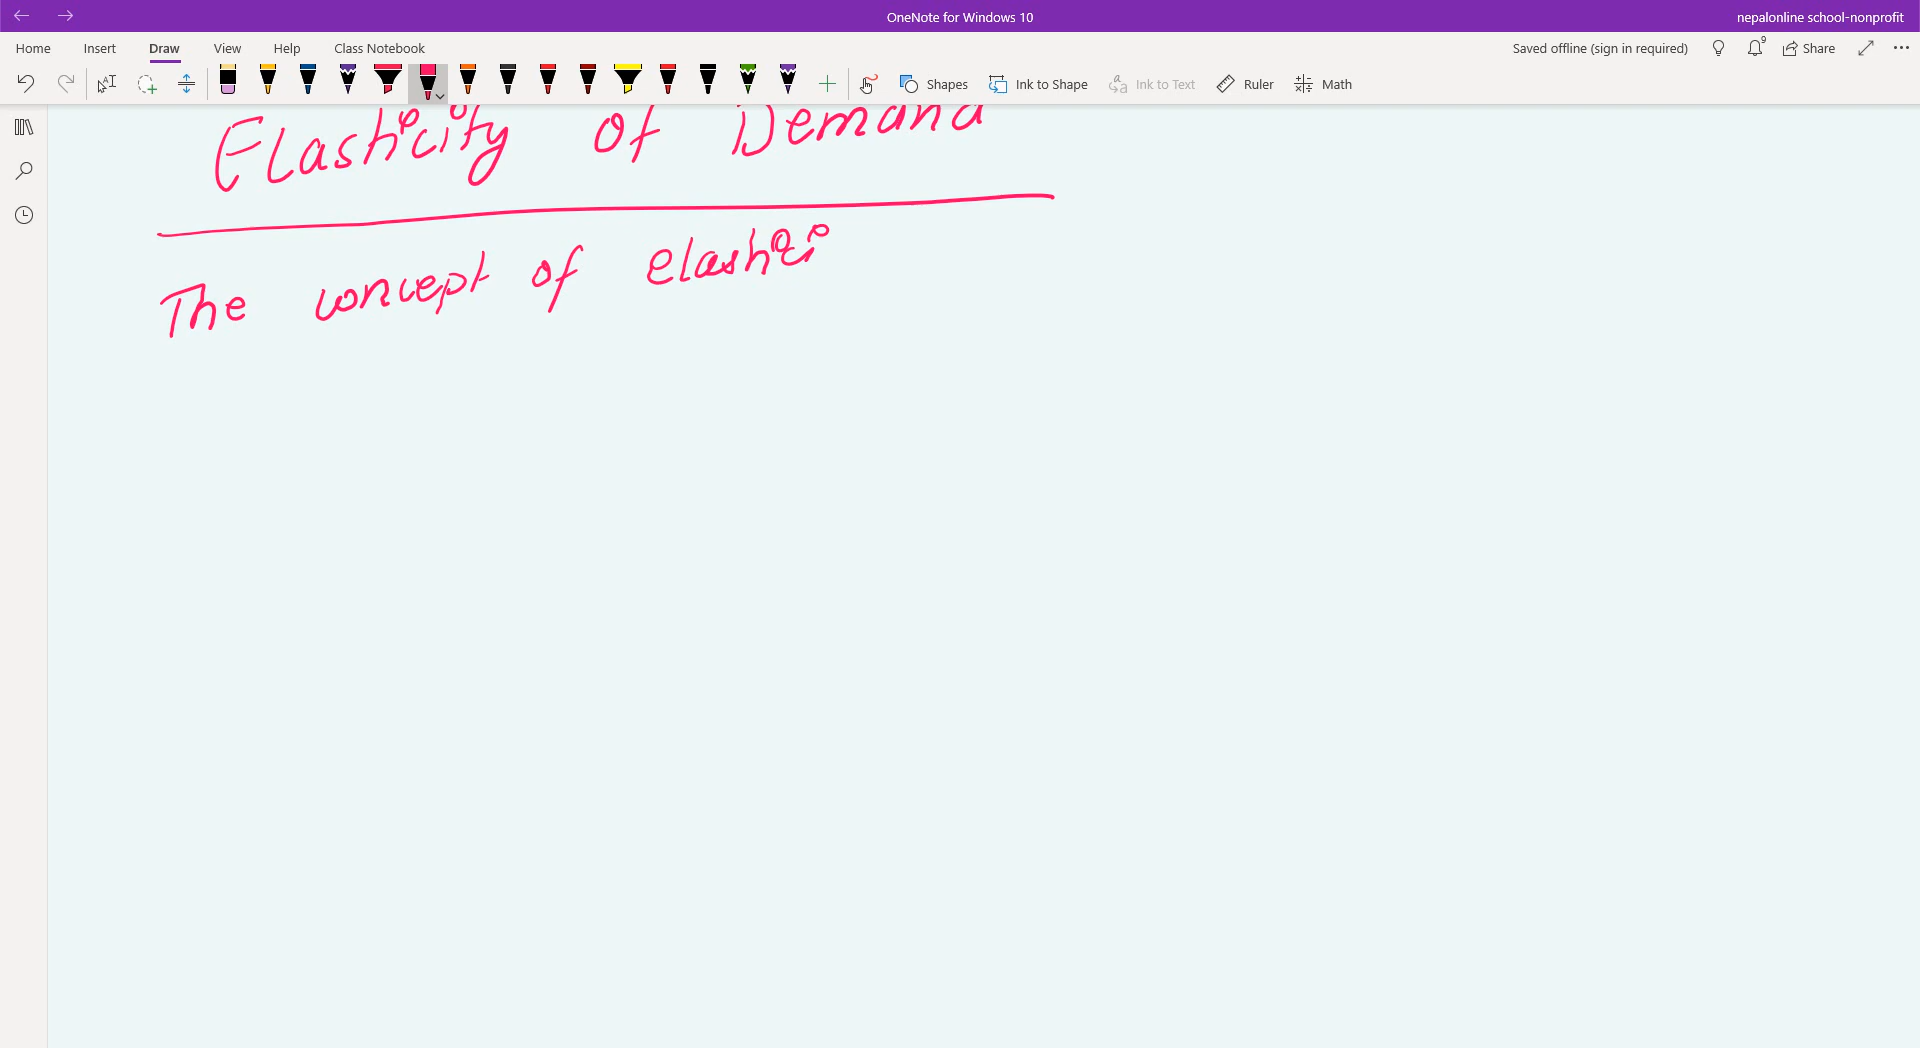 OneNote for Windows 10
nepalonline school-nonprofit
Home Insert Draw View Help Class Notebook
Saved offline (sign in required)
9
Share
Shapes Ink to Shape Ink to Text Ruler Math
Elasticity Of Demand
The concept of elastici